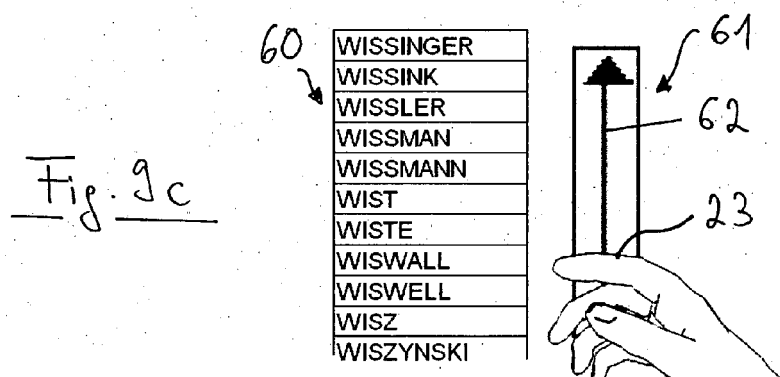 60
61
WISSINGER
WISSINK
WISSLER
62
WISSMAN
WISSMANN
Fig. 9c
WIST
WISTE
23
WISWALL
WISWELL
WISZ
WISZYNSKI